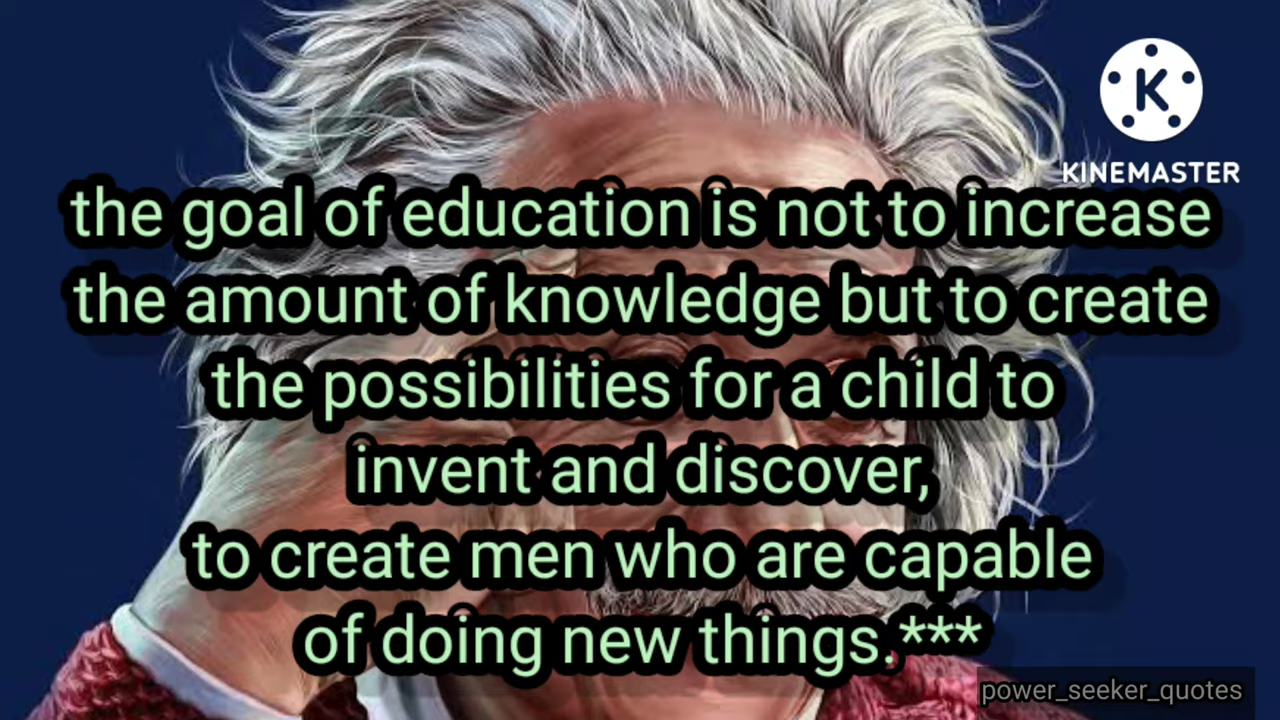 KINEMASTER
the goal of education is not to increase
the amount of knowledge but to create
the possibilities for a child to
invent and discover,
to create men who are capable
of doing new things.***
power_seeker_quotes